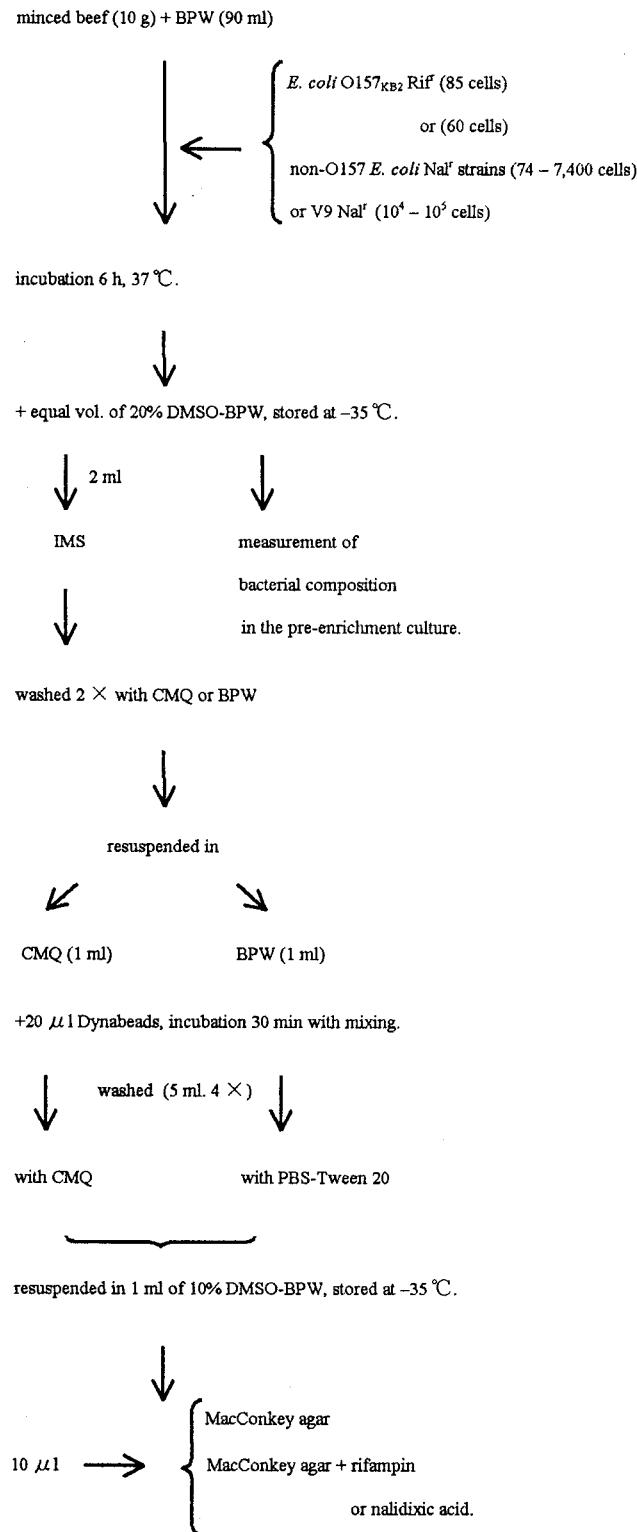 minced beef (10 g) + BPW (90 ml)
E. coli O157KB2 Rifr (85 cells)
or (60 cells)
non-O157 E. coli Nalr strains (74 – 7,400 cells)
or V9 Nalr (10⁴ – 10⁵ cells)
incubation 6 h, 37 ℃.
+ equal vol. of 20% DMSO-BPW, stored at –35 ℃.
2 ml
IMS
measurement of
bacterial composition
in the pre-enrichment culture.
washed 2 × with CMQ or BPW
resuspended in
CMQ (1 ml) BPW (1 ml)
+20 μl Dynabeads, incubation 30 min with mixing.
washed (5 ml. 4 ×)
with CMQ with PBS-Tween 20
resuspended in 1 ml of 10% DMSO-BPW, stored at –35 ℃.
MacConkey agar
10 μl MacConkey agar + rifampin
or nalidixic acid.